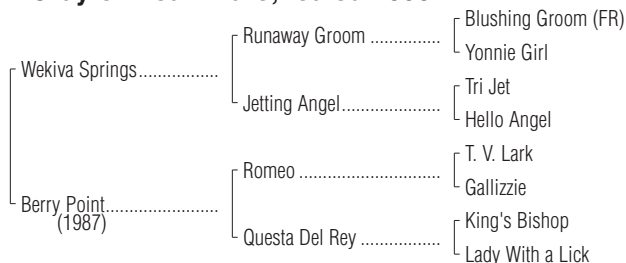 Blushing Groom (FR)
Runaway Groom ..............
Yonnie Girl
Wekiva Springs................
Tri Jet
Jetting Angel....................
Hello Angel
T. V. Lark
Romeo ............................
Gallizzie
Berry Point.......................
(1987)
King's Bishop
Questa Del Rey ................
Lady With a Lick